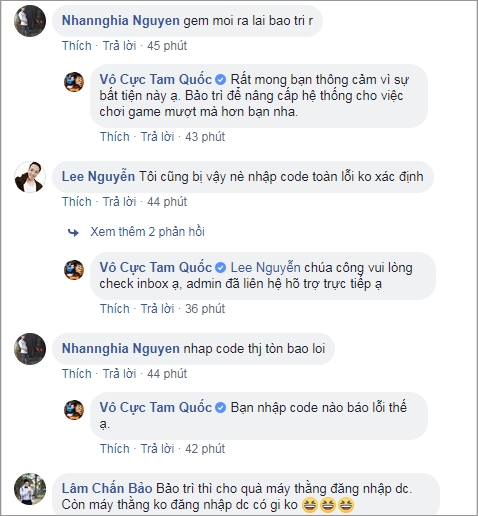 Nhannghia Nguyen gem moi ra lai bao tri r
Thích · Trả lời · 45 phút
Võ Cực Tam Quốc Rất mong bạn thông cảm vì sự
bất tiện này ạ. Bảo trì để nâng cấp hệ thống cho việc
chơi game mượt mà hơn bạn nha.
Thích · Trả lời · 43 phút
Lee Nguyễn Tôi cũng bị vậy nè nhập code toàn lỗi ko xác định
Thích · Trả lời · 44 phút
Xem thêm 2 phản hồi
Võ Cực Tam Quốc Lee Nguyễn chúa công vui lòng
check inbox ạ, admin đã liên hệ hõ trợ trực tiếp ạ
Thích · Trả lời · 36 phút
Nhannghia Nguyen nhap code thj tòn bao loi
Thích · Trả lời · 44 phút
Võ Cực Tam Quốc Bạn nhập code nào báo lỗi thế
ạ.
Thích · Trả lời · 42 phút
Lâm Chấn Bảo Bảo trì thì cho quà máy thằng đăng nhập dc.
Còn máy thằng ko đăng nhập dc có gi ko 😆😆😆